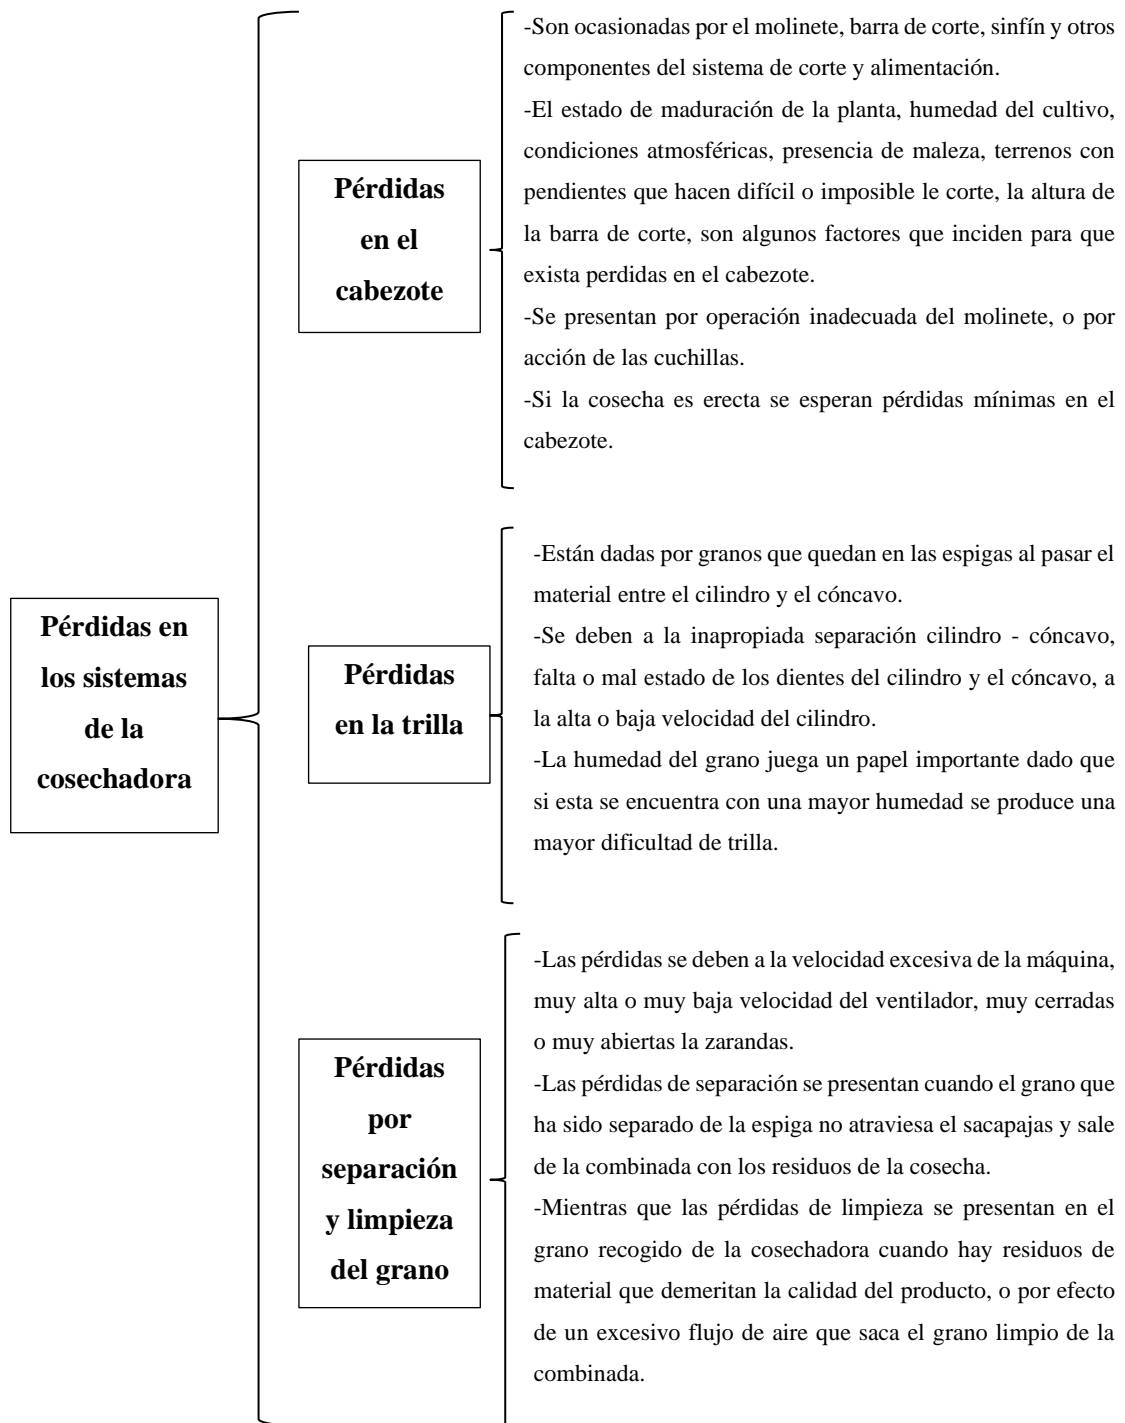 Pérdidas en
los sistemas
de la
cosechadora
Pérdidas
en el
cabezote
-Son ocasionadas por el molinete, barra de corte, sinfín y otros
componentes del sistema de corte y alimentación.
-El estado de maduración de la planta, humedad del cultivo,
condiciones atmosféricas, presencia de maleza, terrenos con
pendientes que hacen difícil o imposible le corte, la altura de
la barra de corte, son algunos factores que inciden para que
exista perdidas en el cabezote.
-Se presentan por operación inadecuada del molinete, o por
acción de las cuchillas.
-Si la cosecha es erecta se esperan pérdidas mínimas en el
cabezote.
Pérdidas
en la trilla
-Están dadas por granos que quedan en las espigas al pasar el
material entre el cilindro y el cóncavo.
-Se deben a la inapropiada separación cilindro - cóncavo,
falta o mal estado de los dientes del cilindro y el cóncavo, a
la alta o baja velocidad del cilindro.
-La humedad del grano juega un papel importante dado que
si esta se encuentra con una mayor humedad se produce una
mayor dificultad de trilla.
Pérdidas
por
separación
y limpieza
del grano
-Las pérdidas se deben a la velocidad excesiva de la máquina,
muy alta o muy baja velocidad del ventilador, muy cerradas
o muy abiertas la zarandas.
-Las pérdidas de separación se presentan cuando el grano que
ha sido separado de la espiga no atraviesa el sacapajas y sale
de la combinada con los residuos de la cosecha.
-Mientras que las pérdidas de limpieza se presentan en el
grano recogido de la cosechadora cuando hay residuos de
material que demeritan la calidad del producto, o por efecto
de un excesivo flujo de aire que saca el grano limpio de la
combinada.